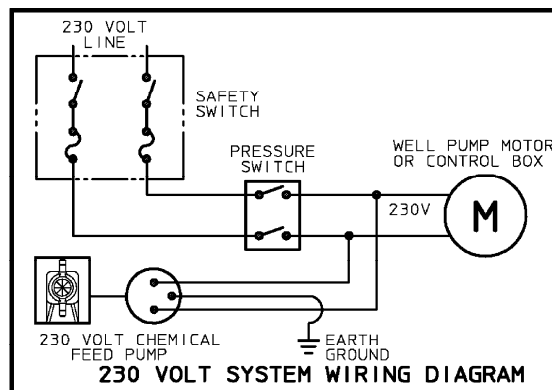 230 VOLT
LINE
SAFETY
SWITCH
PRESSURE
SWITCH
WELL PUMP MOTOR
OR CONTROL BOX
230V
M
230 VOLT CHEMICAL
FEED PUMP
EARTH
GROUND
230 VOLT SYSTEM WIRING DIAGRAM